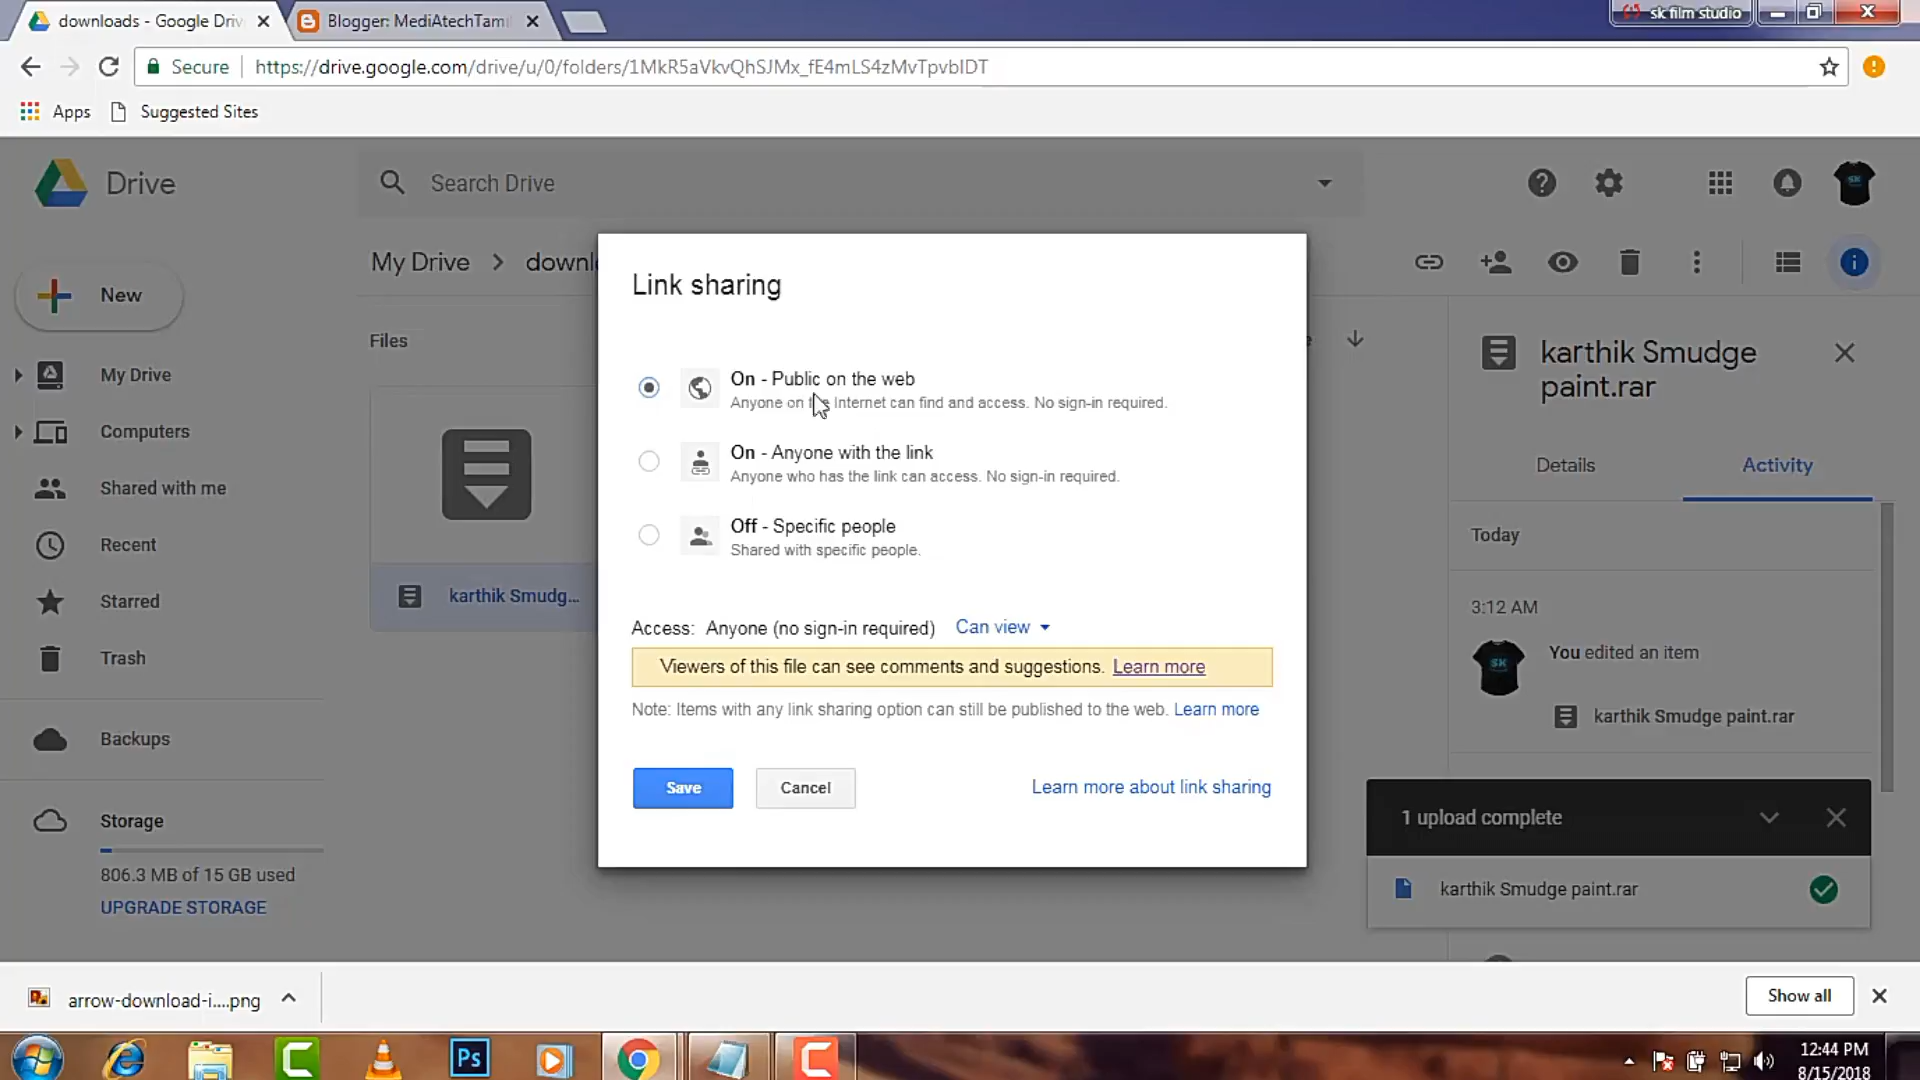 downloads - Google Driv
Blogger: MediAtechTami
sk film studio
Secure
https://drive.google.com/drive/u/0/folders/1MkR5aVkvQhSJMx_fE4mLS4zMvTpvbIDT
Apps
Suggested Sites
Drive
Search Drive
My Drive > downl
New
Files
My Drive
Computers
Shared with me
Recent
Starred
Trash
Backups
Storage
806.3 MB of 15 GB used
UPGRADE STORAGE
karthik Smudg...
Link sharing
On - Public on the web
Anyone on the Internet can find and access. No sign-in required.
On - Anyone with the link
Anyone who has the link can access. No sign-in required.
Off - Specific people
Shared with specific people.
Access: Anyone (no sign-in required) Can view
Viewers of this file can see comments and suggestions. Learn more
Note: Items with any link sharing option can still be published to the web. Learn more
Save
Cancel
Learn more about link sharing
karthik Smudge
paint.rar
Details
Activity
Today
3:12 AM
You edited an item
karthik Smudge paint.rar
1 upload complete
karthik Smudge paint.rar
arrow-download-i....png
Show all
Ps
12:44 PM
8/15/2018